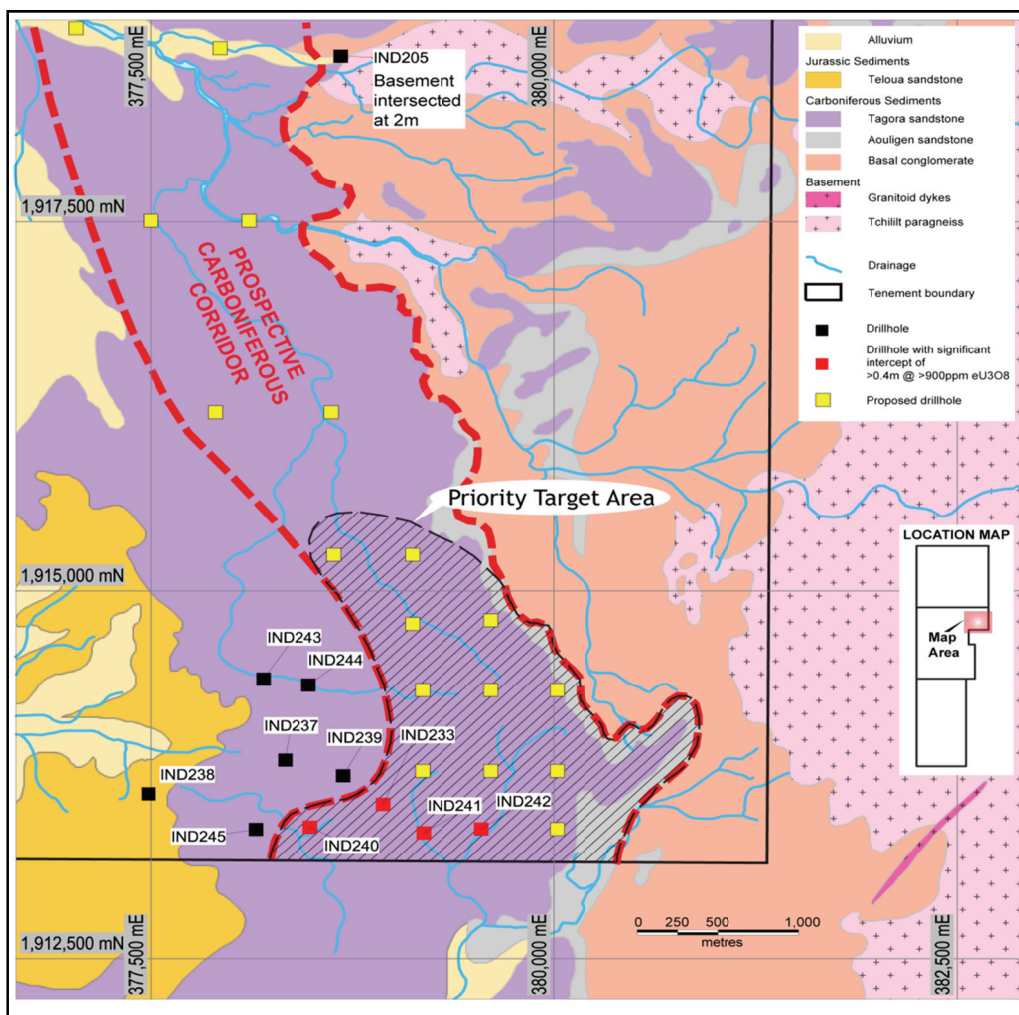 377,500 mE
380,000 mE
IND205
Basement
intersected
at 2m
Alluvium
Jurassic Sediments
Teloua sandstone
Carboniferous Sediments
Tagora sandstone
Aouligen sandstone
Basal conglomerate
Basement
Granitoid dykes
Tchililt paragneiss
Drainage
Tenement boundary
Drillhole
Drillhole with significant
intercept of
>0.4m @ >900ppm eU3O8
Proposed drillhole
1,917,500 mN
PROSPECTIVE
CARBONIFEROUS
CORRIDOR
Priority Target Area
LOCATION MAP
Map
Area
1,915,000 mN
IND243
IND244
IND237
IND239
IND233
IND238
IND241
IND242
IND245
IND240
0 250 500 1,000
metres
1,912,500 mN
377,500 mE
380,000 mE
382,500 mE